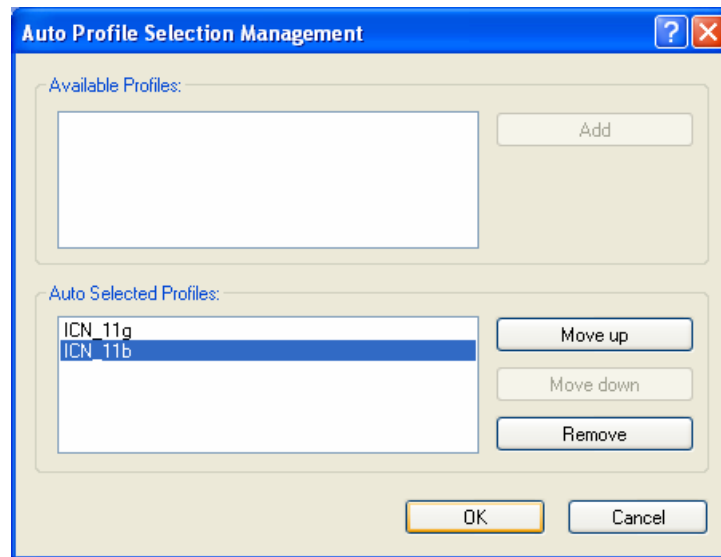 Auto Profile Selection Management
Available Profiles:
Add
Auto Selected Profiles:
ICN_11g
ICN_11b
Move up
Move down
Remove
OK
Cancel